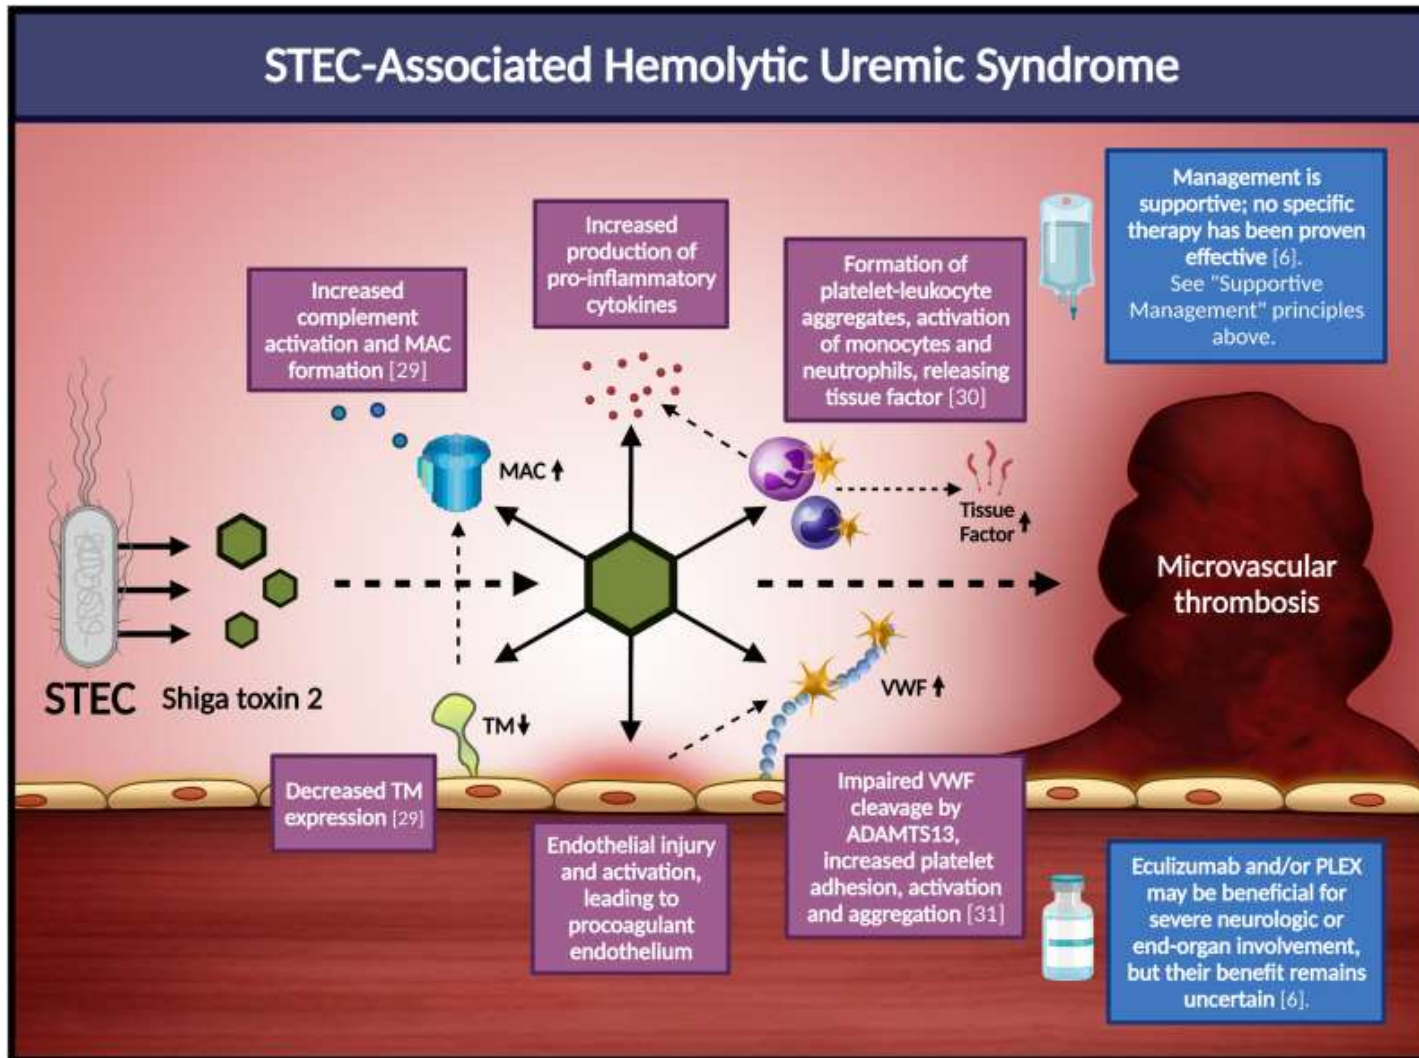 STEC-Associated Hemolytic Uremic Syndrome
Increased
complement
activation and MAC
formation [29]
Increased
production of
pro-inflammatory
cytokines
Formation of
platelet-leukocyte
aggregates, activation
of monocytes and
neutrophils, releasing
tissue factor [30]
Management is
supportive; no specific
therapy has been proven
effective [6].
See "Supportive
Management" principles
above.
MAC
Tissue
Factor
Microvascular
thrombosis
STEC
Shiga toxin 2
TM
VWF
Decreased TM
expression [29]
Endothelial injury
and activation,
leading to
procoagulant
endothelium
Impaired VWF
cleavage by
ADAMTS13,
increased platelet
adhesion, activation
and aggregation [31]
Eculizumab and/or PLEX
may be beneficial for
severe neurologic or
end-organ involvement,
but their benefit remains
uncertain [6].